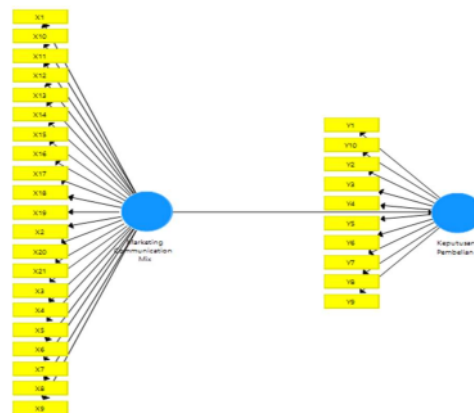 X1
X10
X11
X12
X13
X14
X15
X16
X17
X18
X19
X2
X20
X21
X3
X4
X5
X6
X7
X8
X9
Marketing
Communication
Mix
Y1
Y10
Y2
Y3
Y4
Y5
Y6
Y7
Y8
Y9
Keputusan
Pembelian